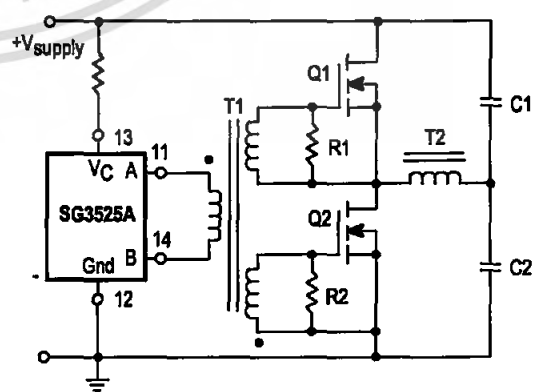 +Vsupply
Q1
C1
T1
13
R1
T2
VC A
11
SG3525A
Q2
14
Gnd B
C2
12
R2